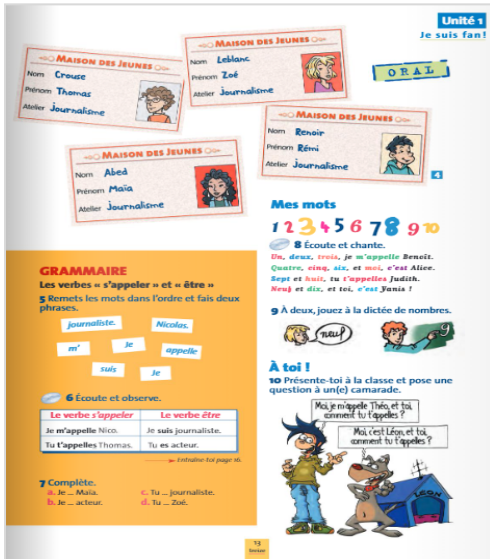 Unité 1
Je suis fan!
MAISON DES JEUNES
Nom Crouse
Prénom Thomas
Atelier Journalisme
MAISON DES JEUNES
Nom Leblanc
Prénom Zoé
Atelier Journalisme
ORAL
MAISON DES JEUNES
Nom Abed
Prénom Maïa
Atelier Journalisme
MAISON DES JEUNES
Nom Renoir
Prénom Rémi
Atelier Journalisme
4
Mes mots
1 2 3 4 5 6 7 8 9 10
8 Écoute et chante.
Un, deux, trois, je m'appelle Benoît.
Quatre, cinq, six, et moi, c'est Alice.
Sept et huit, tu t'appelles Judith.
Neuf et dix, et toi, c'est Yanis !
9 À deux, jouez à la dictée de nombres.
neuf
9
À toi !
10 Présente-toi à la classe et pose une
question à un(e) camarade.
Moi, je m'appelle Théo, et toi,
comment tu t'appelles ?
Moi, c'est Léon, et toi,
comment tu t'appelles ?
LÉON
GRAMMAIRE
Les verbes « s'appeler » et « être »
5 Remets les mots dans l'ordre et fais deux
phrases.
journaliste.
Nicolas.
m'
Je
appelle
suis
Je
6 Écoute et observe.
Le verbe s'appeler Le verbe être
Je m'appelle Nico. Je suis journaliste.
Tu t'appelles Thomas. Tu es acteur.
Entraîne-toi page 16.
7 Complète.
a. Je ... Maïa. c. Tu ... journaliste.
b. Je ... acteur. d. Tu ... Zoé.
13
treize